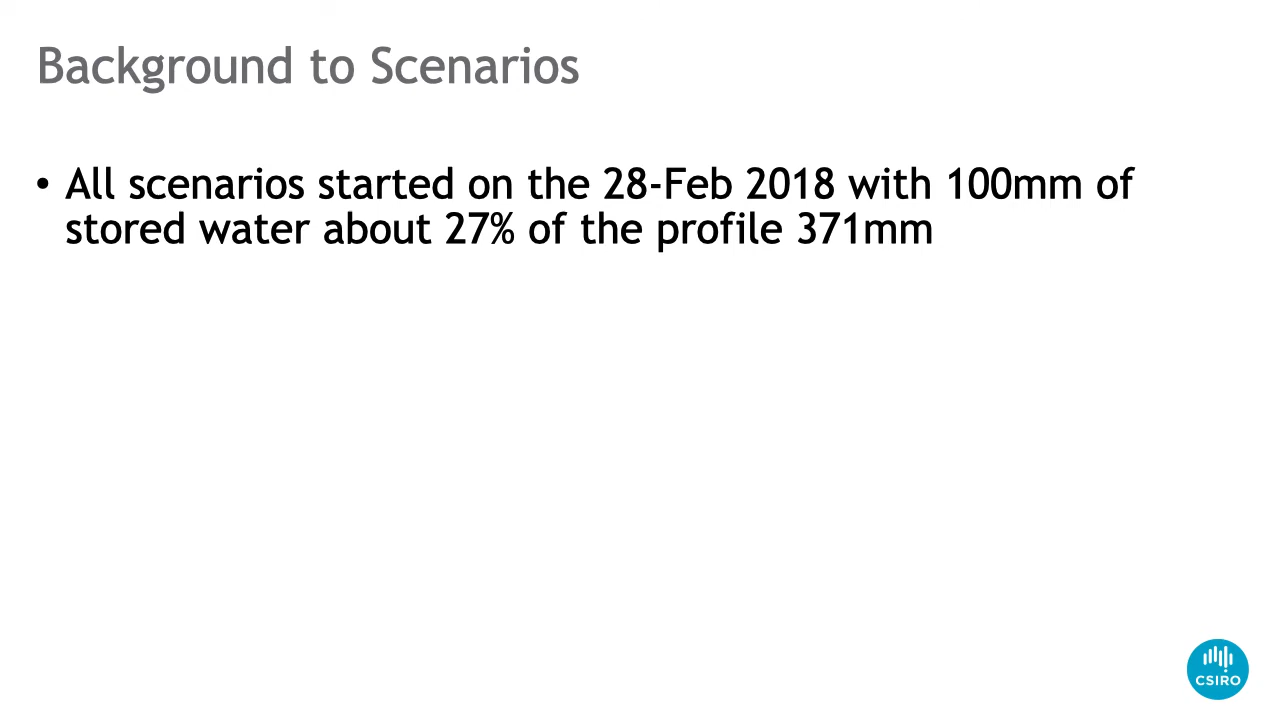 Background to Scenarios
• All scenarios started on the 28-Feb 2018 with 100mm of
stored water about 27% of the profile 371mm
CSIRO